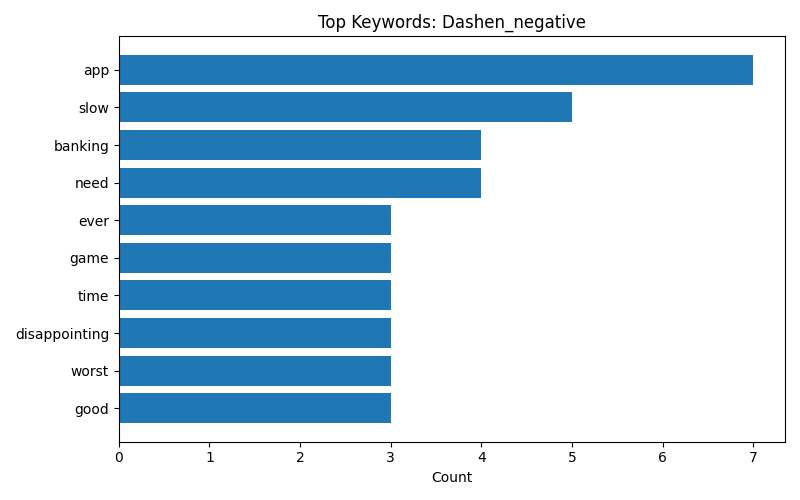 Top Keywords: Dashen_negative
app
slow
banking
need
ever
game
time
disappointing
worst
good
0 1 2 3 4 5 6 7
Count